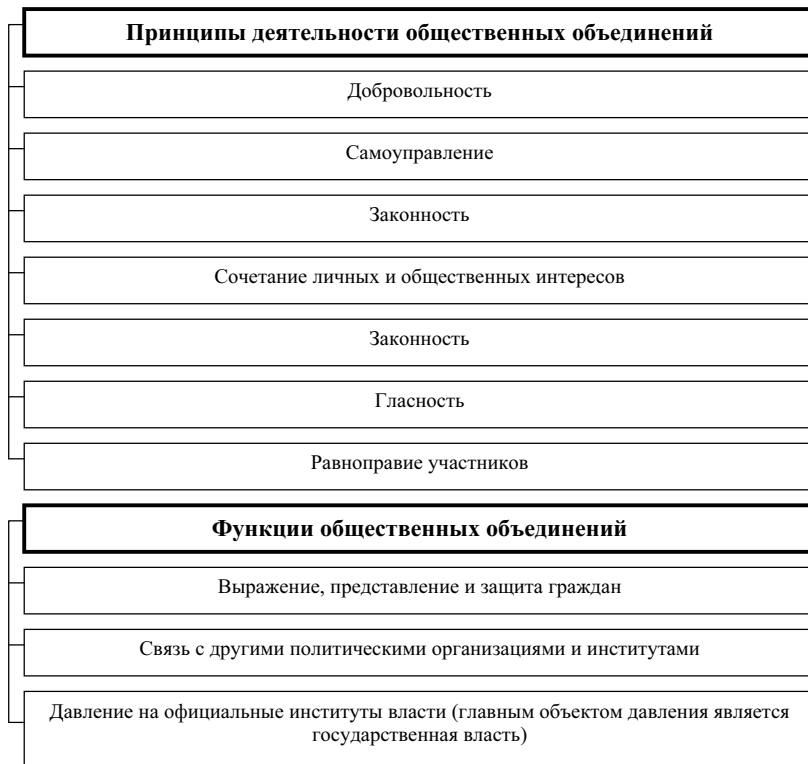 Принципы деятельности общественных объединений
Добровольность
Самоуправление
Законность
Сочетание личных и общественных интересов
Законность
Гласность
Равноправие участников
Функции общественных объединений
Выражение, представление и защита граждан
Связь с другими политическими организациями и институтами
Давление на официальные институты власти (главным объектом давления является
государственная власть)